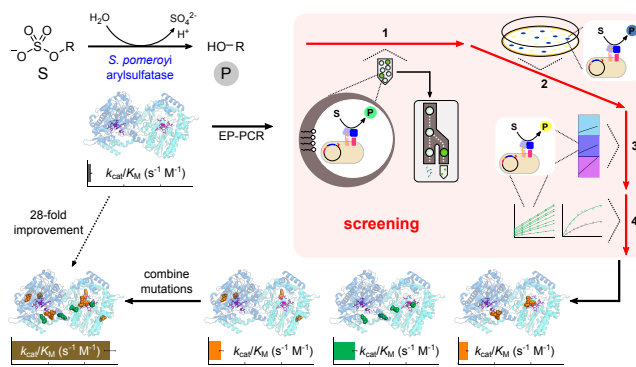 H₂O
SO₄²⁻
H⁺
⁻O
O
O
S
O
R
S
S. pomeroyi
arylsulfatase
HO–R
P
EP-PCR
k_cat/K_M (s⁻¹ M⁻¹)
28-fold
improvement
1
S
P
2
S
P
S
P
3
4
screening
combine
mutations
k_cat/K_M (s⁻¹ M⁻¹)
k_cat/K_M (s⁻¹ M⁻¹)
k_cat/K_M (s⁻¹ M⁻¹)
k_cat/K_M (s⁻¹ M⁻¹)